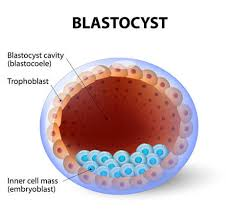 BLASTOCYST
Blastocyst cavity
(blastocoele)
Trophoblast
Inner cell mass
(embryoblast)